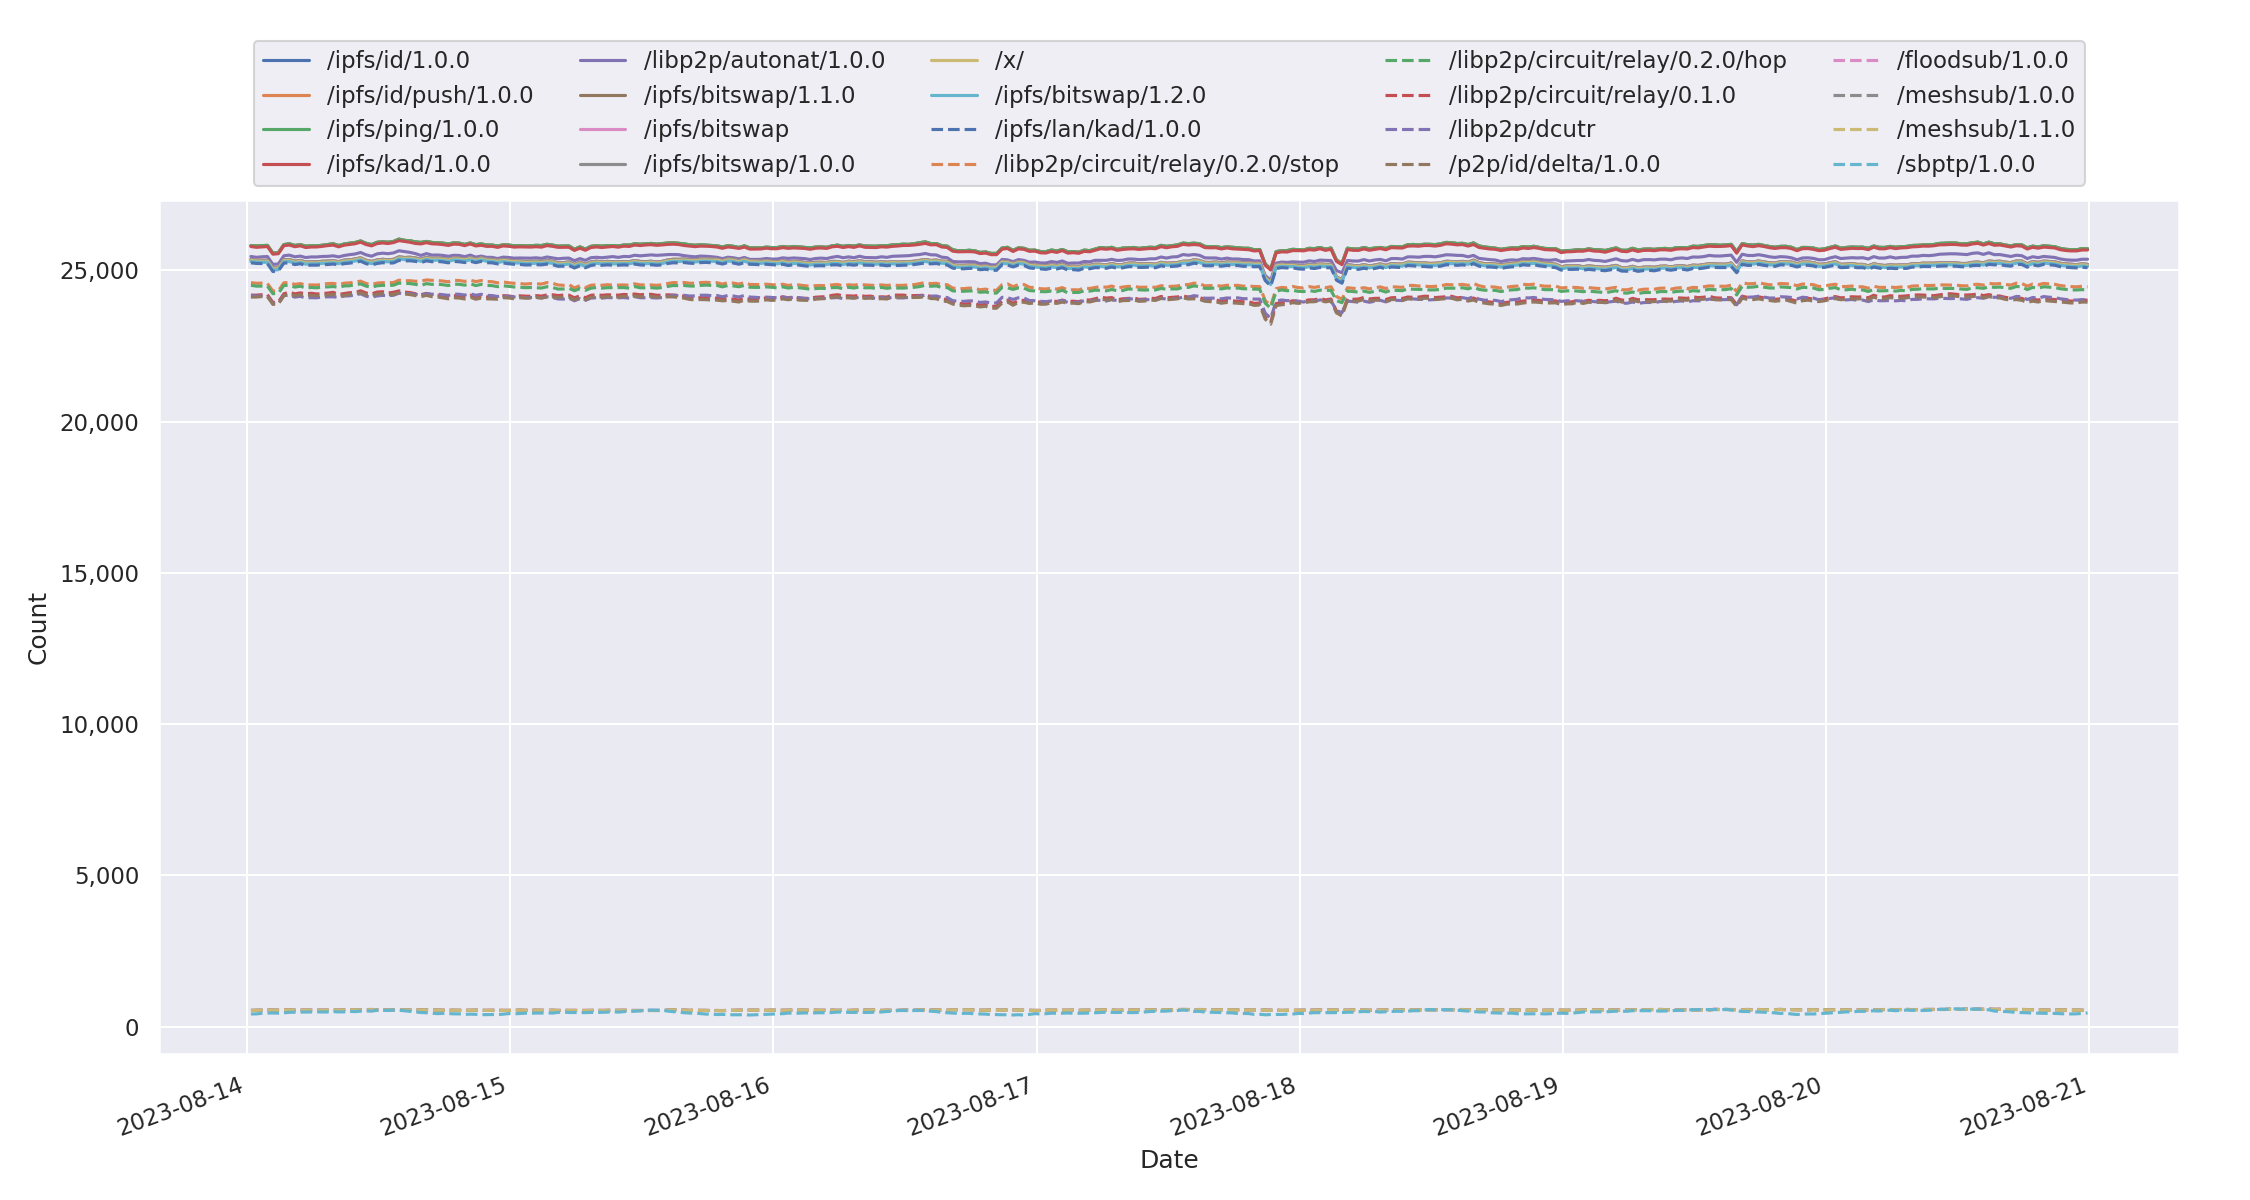 /ipfs/id/1.0.0
/ipfs/id/push/1.0.0
/ipfs/ping/1.0.0
/ipfs/kad/1.0.0
/libp2p/autonat/1.0.0
/ipfs/bitswap/1.1.0
/ipfs/bitswap
/ipfs/bitswap/1.0.0
/x/
/ipfs/bitswap/1.2.0
/ipfs/lan/kad/1.0.0
/libp2p/circuit/relay/0.2.0/stop
/libp2p/circuit/relay/0.2.0/hop
/libp2p/circuit/relay/0.1.0
/libp2p/dcutr
/p2p/id/delta/1.0.0
/floodsub/1.0.0
/meshsub/1.0.0
/meshsub/1.1.0
/sbptp/1.0.0
25,000
20,000
15,000
10,000
5,000
0
Count
2023-08-14
2023-08-15
2023-08-16
2023-08-17
2023-08-18
2023-08-19
2023-08-20
2023-08-21
Date